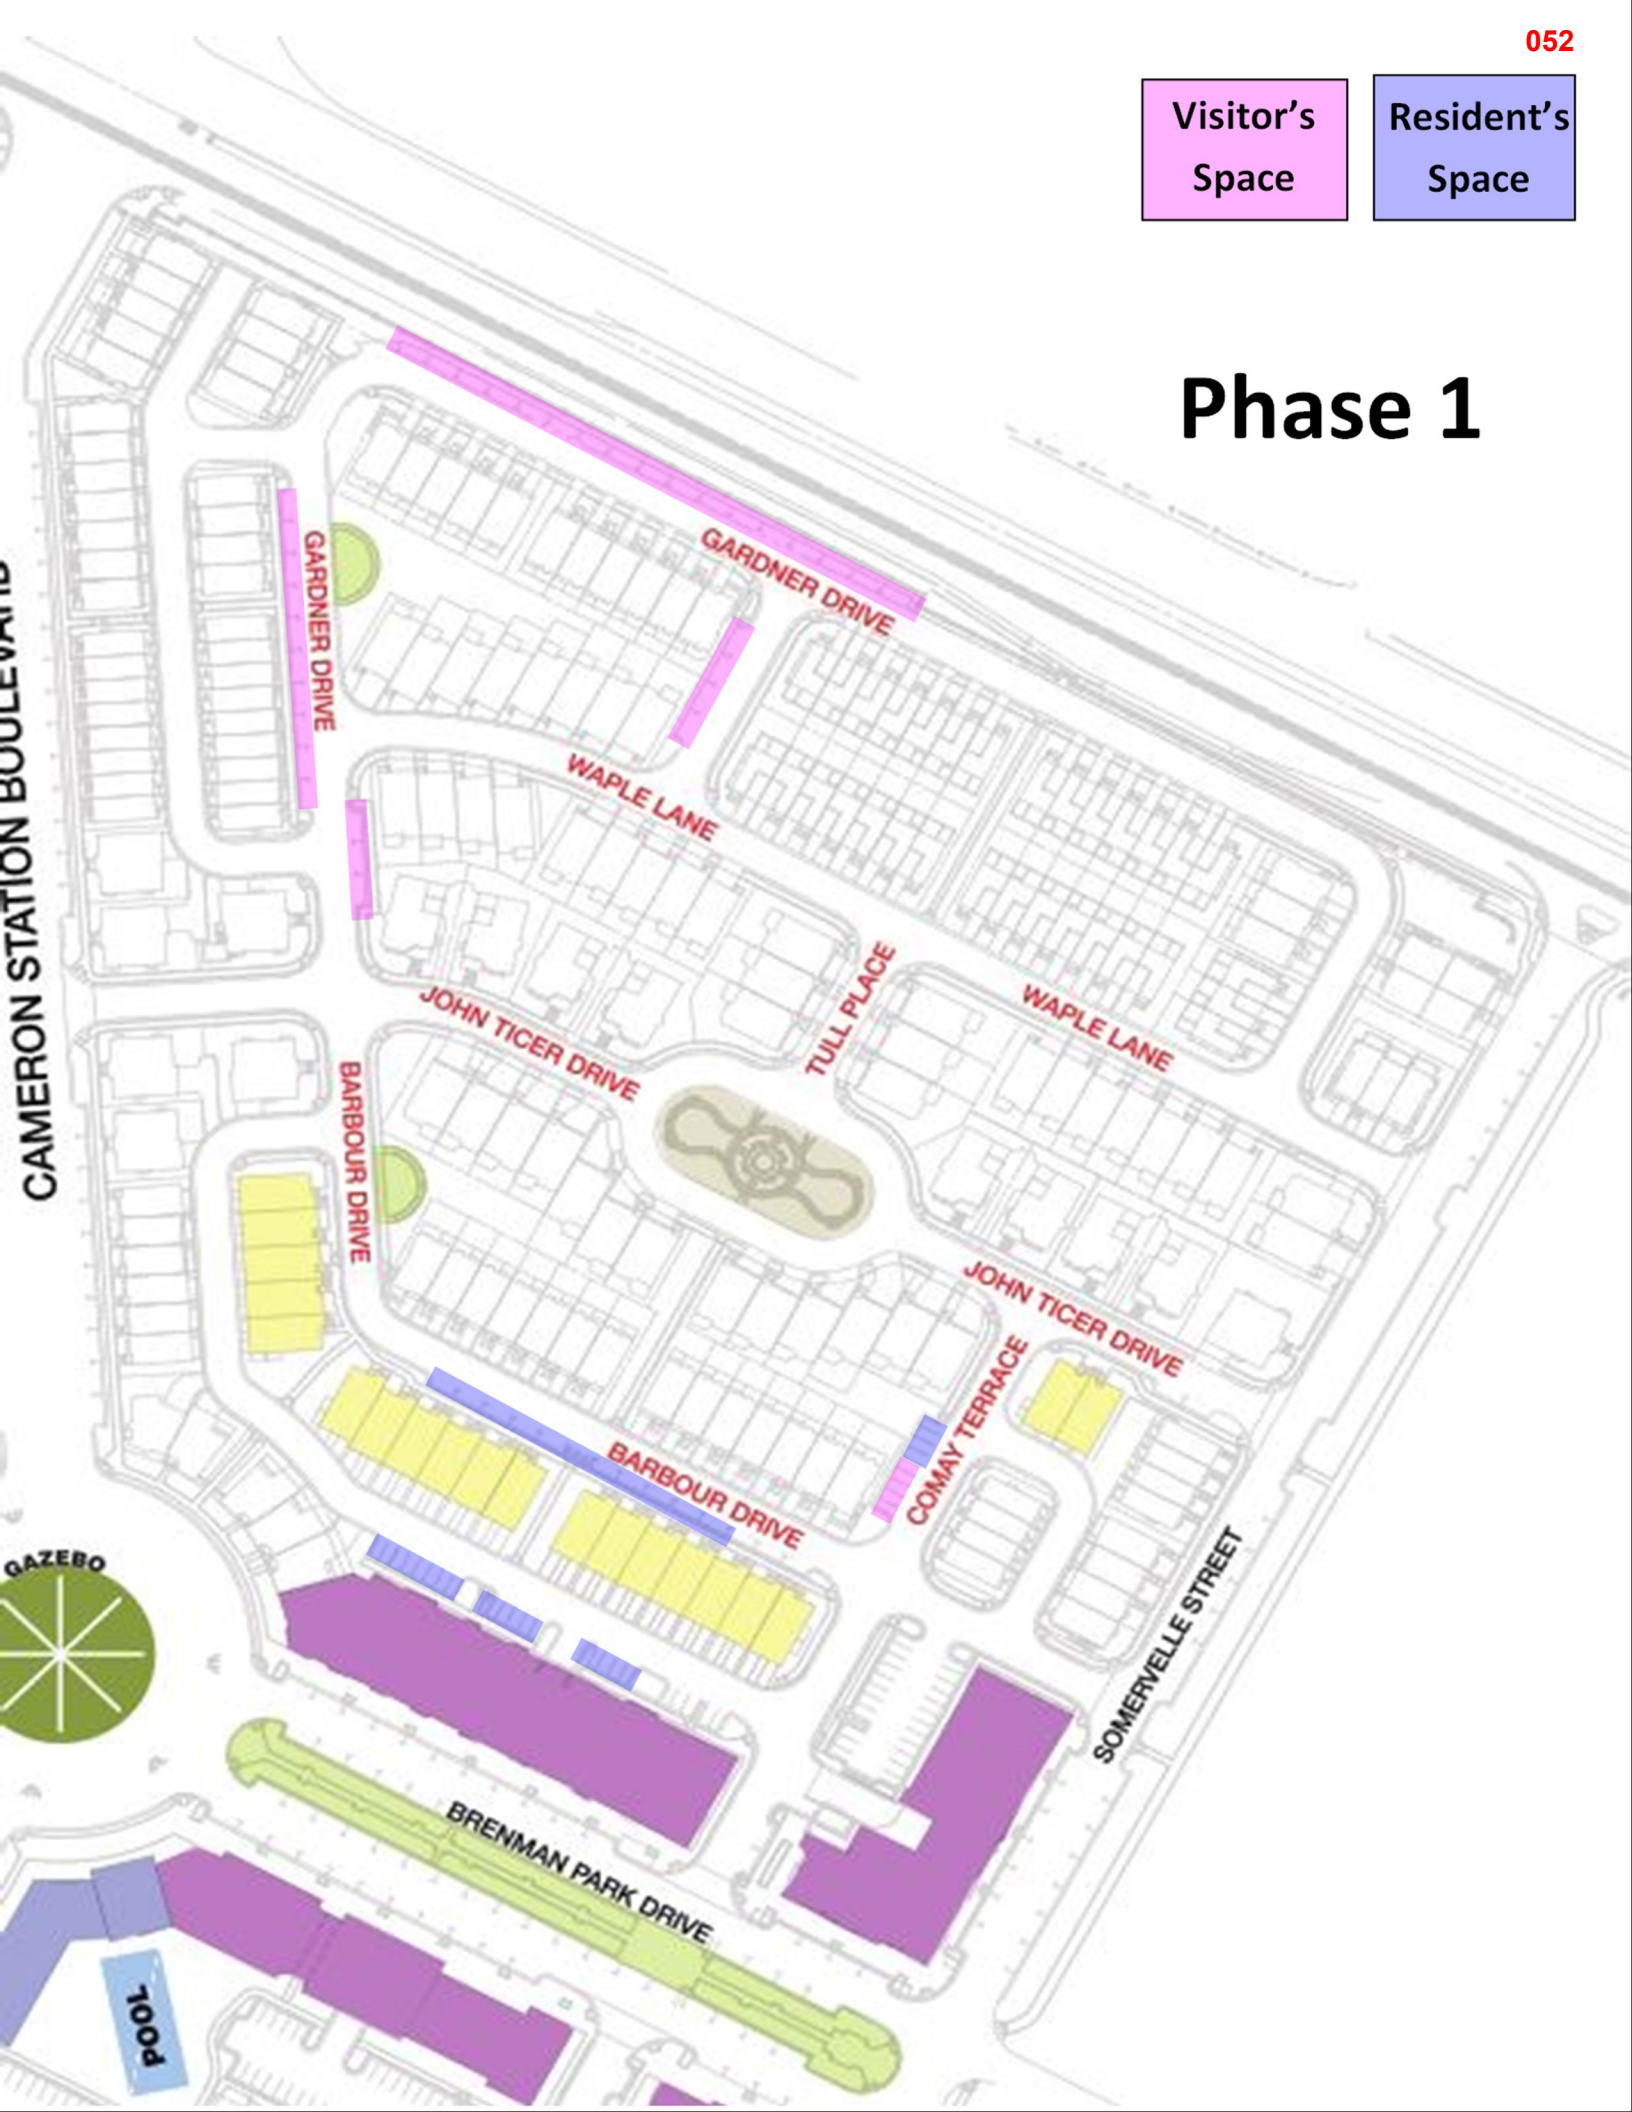 052
Visitor's
Space
Resident's
Space
Phase 1
GARDNER DRIVE
GARDNER DRIVE
WAPLE LANE
CAMERON STATION BOULEVARD
TULL PLACE
WAPLE LANE
JOHN TICER DRIVE
BARBOUR DRIVE
JOHN TICER DRIVE
COMAY TERRACE
BARBOUR DRIVE
GAZEBO
SOMERVELLE STREET
BRENMAN PARK DRIVE
POOL